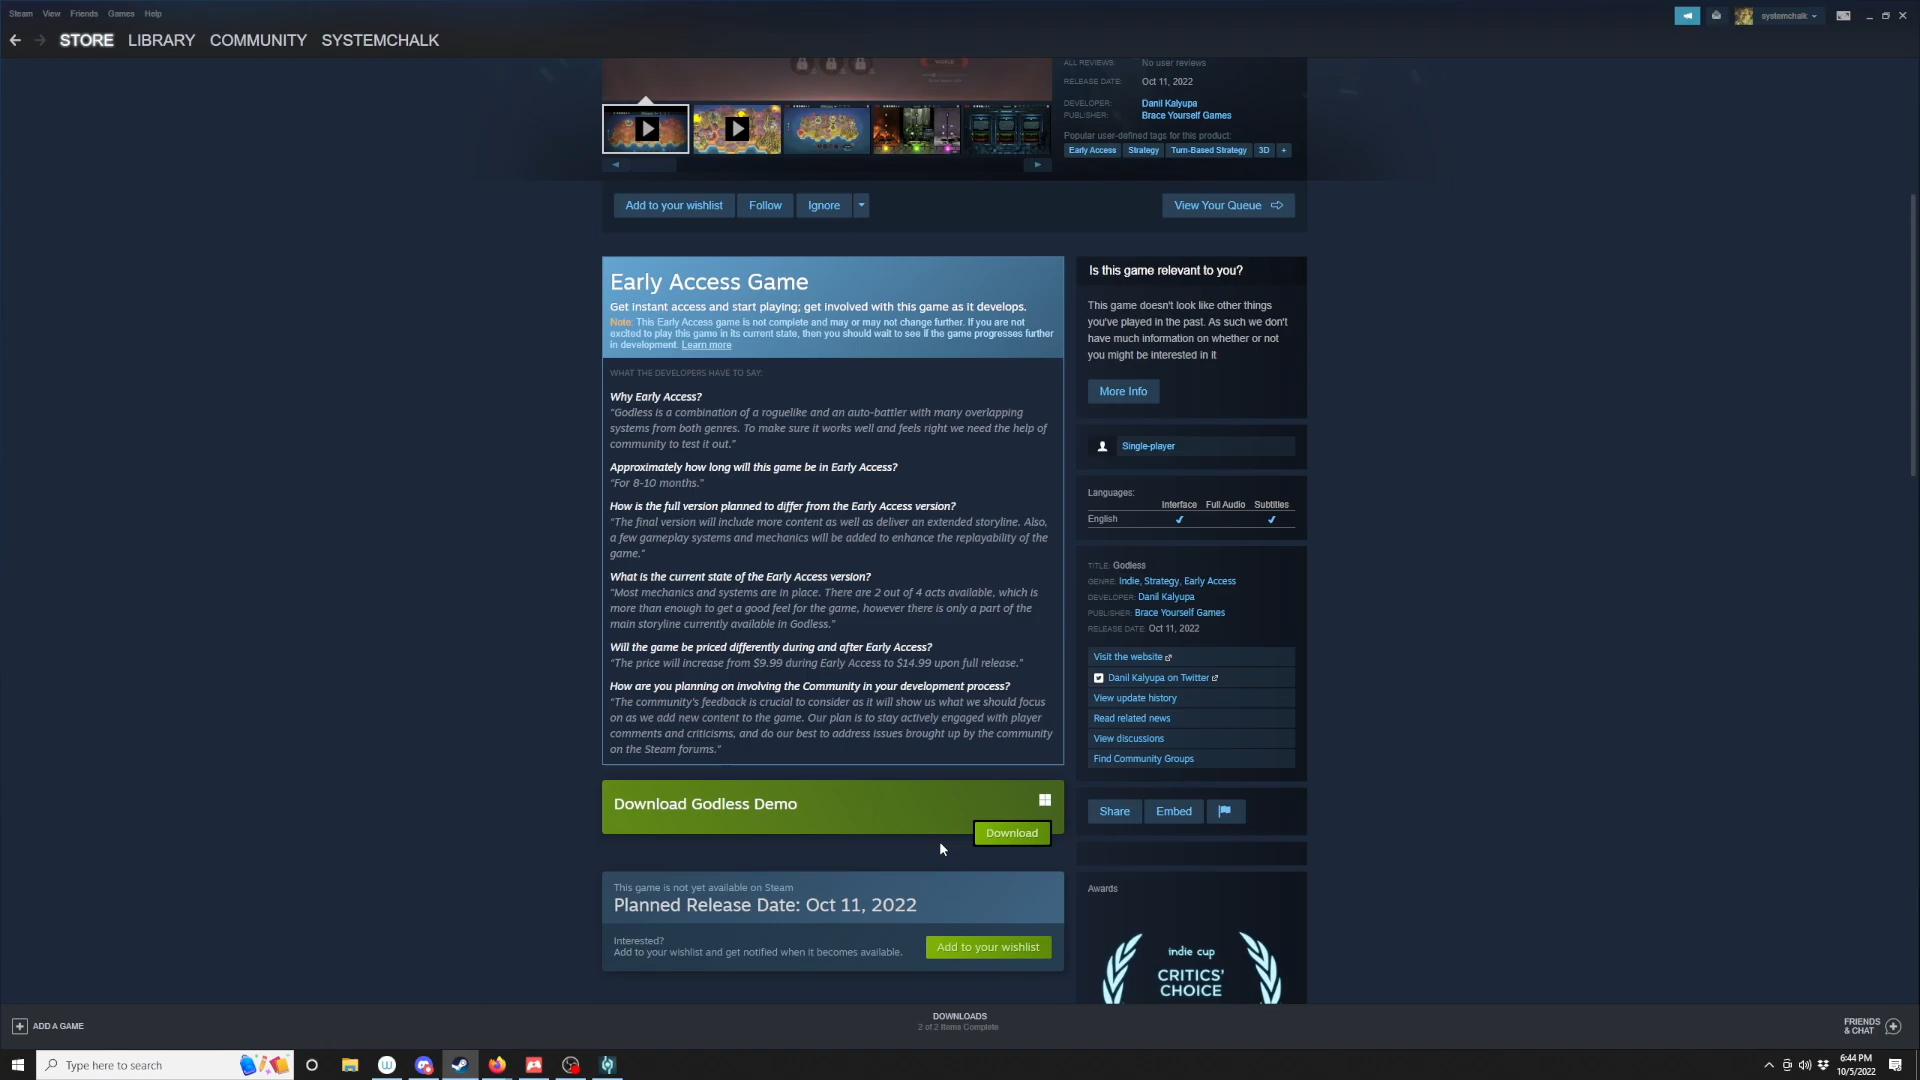 Steam View Friends Games Help
systemchalk
STORE LIBRARY COMMUNITY SYSTEMCHALK
WORLD
ALL REVIEWS: No user reviews
RELEASE DATE: Oct 11, 2022
DEVELOPER: Danil Kalyupa
PUBLISHER: Brace Yourself Games
Popular user-defined tags for this product:
Early Access Strategy Turn-Based Strategy 3D +
Add to your wishlist Follow Ignore View Your Queue
Early Access Game
Get instant access and start playing; get involved with this game as it develops.
Note: This Early Access game is not complete and may or may not change further. If you are not
excited to play this game in its current state, then you should wait to see if the game progresses further
in development. Learn more
WHAT THE DEVELOPERS HAVE TO SAY:
Why Early Access?
“Godless is a combination of a roguelike and an auto-battler with many overlapping
systems from both genres. To make sure it works well and feels right we need the help of
community to test it out.”
Approximately how long will this game be in Early Access?
“For 8-10 months.”
How is the full version planned to differ from the Early Access version?
“The final version will include more content as well as deliver an extended storyline. Also,
a few gameplay systems and mechanics will be added to enhance the replayability of the
game.”
What is the current state of the Early Access version?
“Most mechanics and systems are in place. There are 2 out of 4 acts available, which is
more than enough to get a good feel for the game, however there is only a part of the
main storyline currently available in Godless.”
Will the game be priced differently during and after Early Access?
“The price will increase from $9.99 during Early Access to $14.99 upon full release.”
How are you planning on involving the Community in your development process?
“The community’s feedback is crucial to consider as it will show us what we should focus
on as we add new content to the game. Our plan is to stay actively engaged with player
comments and criticisms, and do our best to address issues brought up by the community
on the Steam forums.”
Download Godless Demo
Download
This game is not yet available on Steam
Planned Release Date: Oct 11, 2022
Interested?
Add to your wishlist and get notified when it becomes available.
Add to your wishlist
Is this game relevant to you?
This game doesn't look like other things
you've played in the past. As such we don't
have much information on whether or not
you might be interested in it
More Info
Single-player
Languages:
Interface Full Audio Subtitles
English ✔ ✔
TITLE: Godless
GENRE: Indie, Strategy, Early Access
DEVELOPER: Danil Kalyupa
PUBLISHER: Brace Yourself Games
RELEASE DATE: Oct 11, 2022
Visit the website
Danil Kalyupa on Twitter
View update history
Read related news
View discussions
Find Community Groups
Share Embed
Awards
indie cup
CRITICS'
CHOICE
ADD A GAME
DOWNLOADS
2 of 2 Items Complete
FRIENDS
& CHAT
Type here to search
6:44 PM
10/5/2022